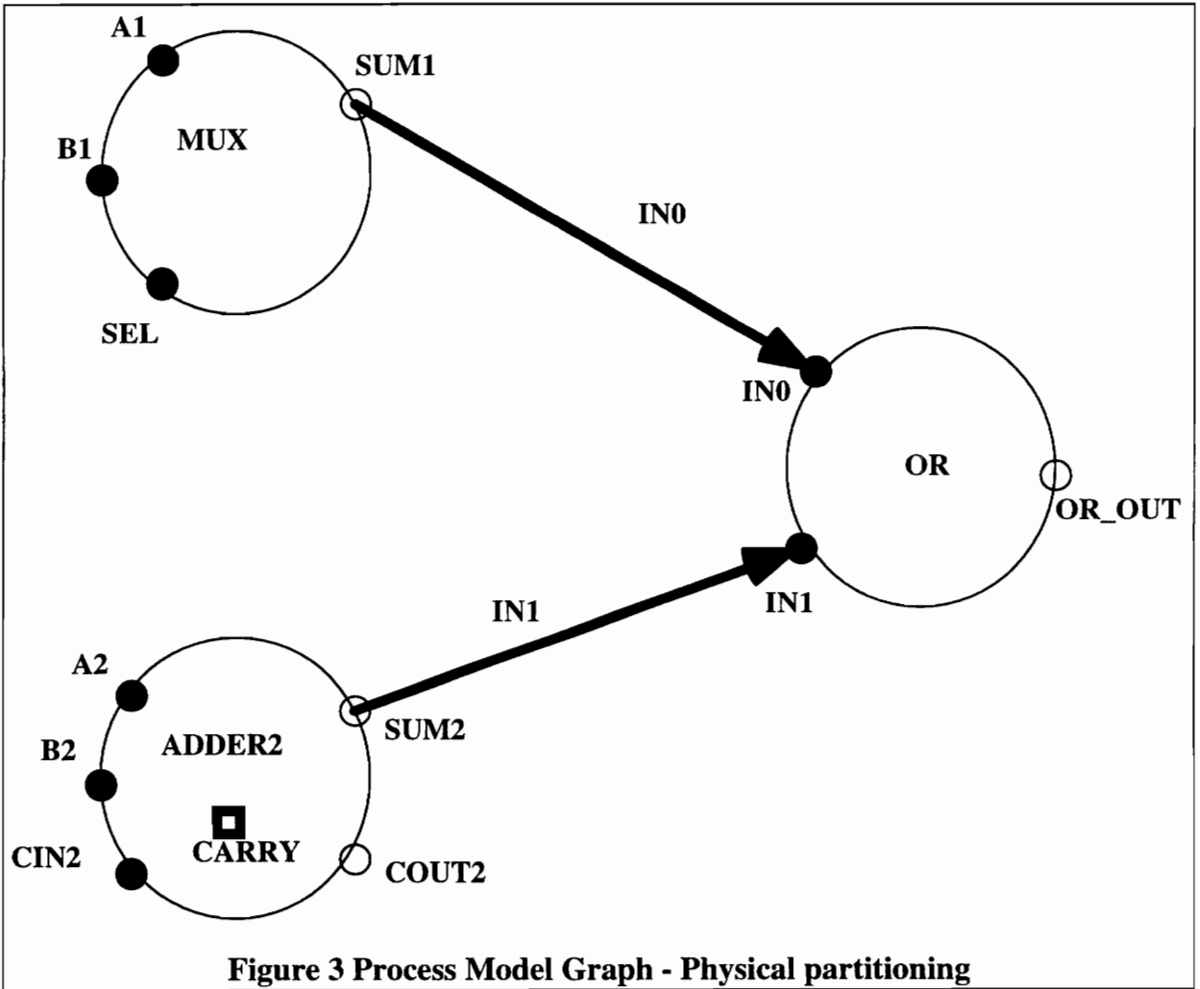 A1
SUM1
MUX
B1
IN0
SEL
IN0
OR
OR_OUT
IN1
IN1
A2
SUM2
ADDER2
B2
CARRY
CIN2
COUT2
Figure 3 Process Model Graph - Physical partitioning